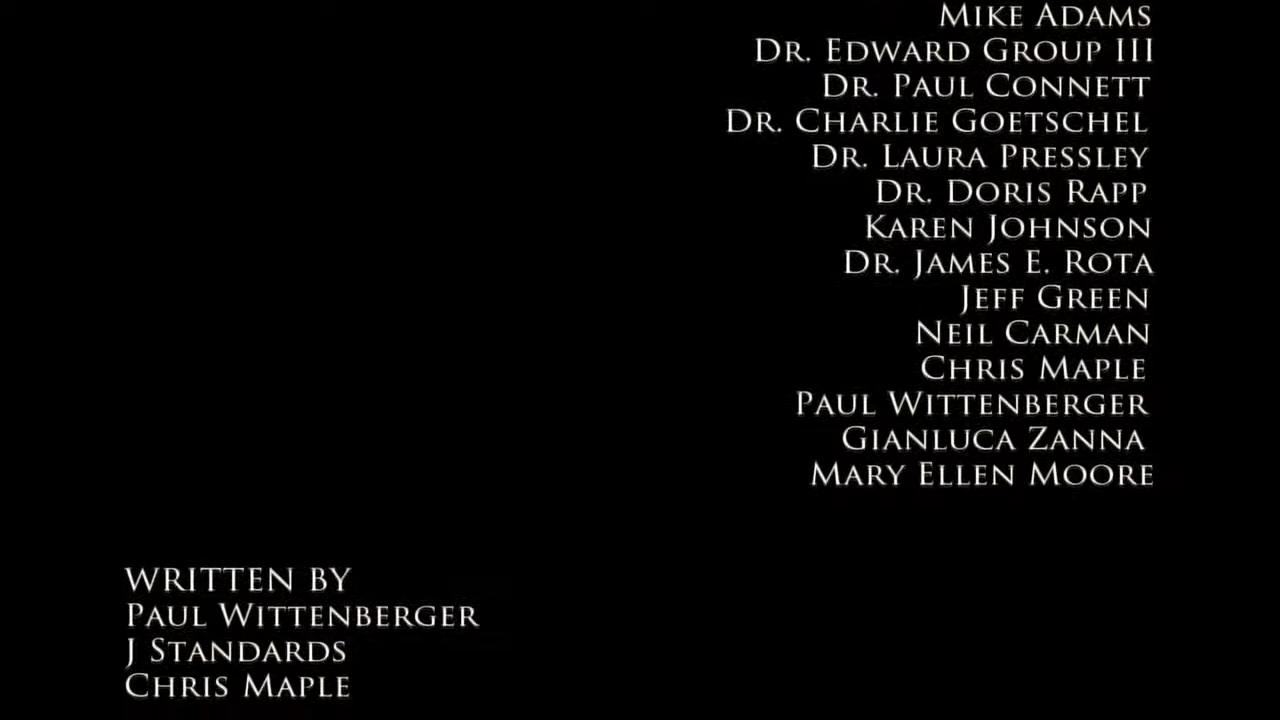 MIKE ADAMS
DR. EDWARD GROUP III
DR. PAUL CONNETT
DR. CHARLIE GOETSCHEL
DR. LAURA PRESSLEY
DR. DORIS RAPP
KAREN JOHNSON
DR. JAMES E. ROTA
JEFF GREEN
NEIL CARMAN
CHRIS MAPLE
PAUL WITTENBERGER
GIANLUCA ZANNA
MARY ELLEN MOORE
WRITTEN BY
PAUL WITTENBERGER
J STANDARDS
CHRIS MAPLE